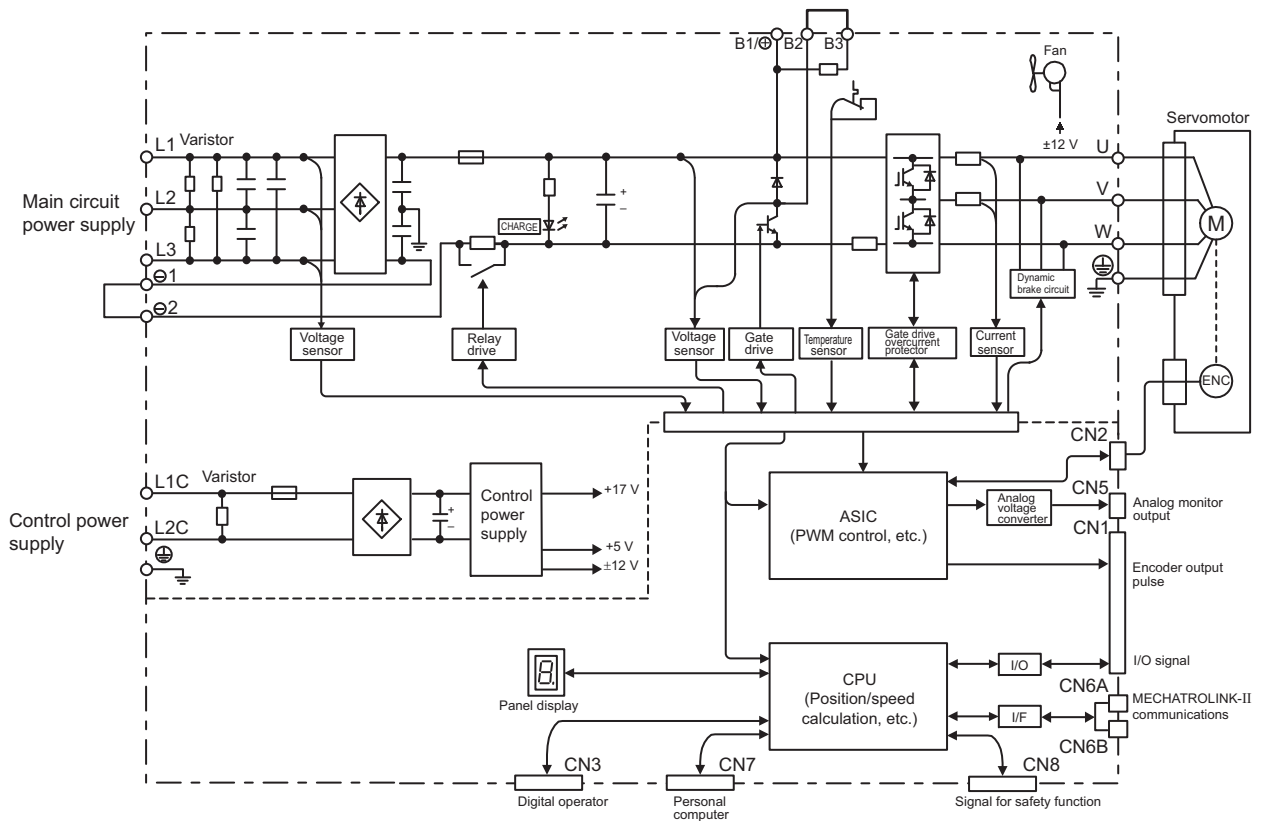 B1/⊕ B2 B3
Fan
±12 V
Servomotor
Main circuit
power supply
L1
Varistor
L2
L3
⊖1
⊖2
CHARGE
+
–
U
V
W
M
ENC
Dynamic
brake circuit
Voltage
sensor
Relay
drive
Voltage
sensor
Gate
drive
Temperature
sensor
Gate drive
overcurrent
protector
Current
sensor
Control power
supply
L1C
Varistor
L2C
+
–
Control
power
supply
+17 V
+5 V
±12 V
ASIC
(PWM control, etc.)
Analog
voltage
converter
CN2
CN5
Analog monitor
output
CN1
Encoder output
pulse
I/O signal
CPU
(Position/speed
calculation, etc.)
I/O
I/F
CN6A
MECHATROLINK-II
communications
CN6B
8.
Panel display
CN3
Digital operator
CN7
Personal
computer
CN8
Signal for safety function